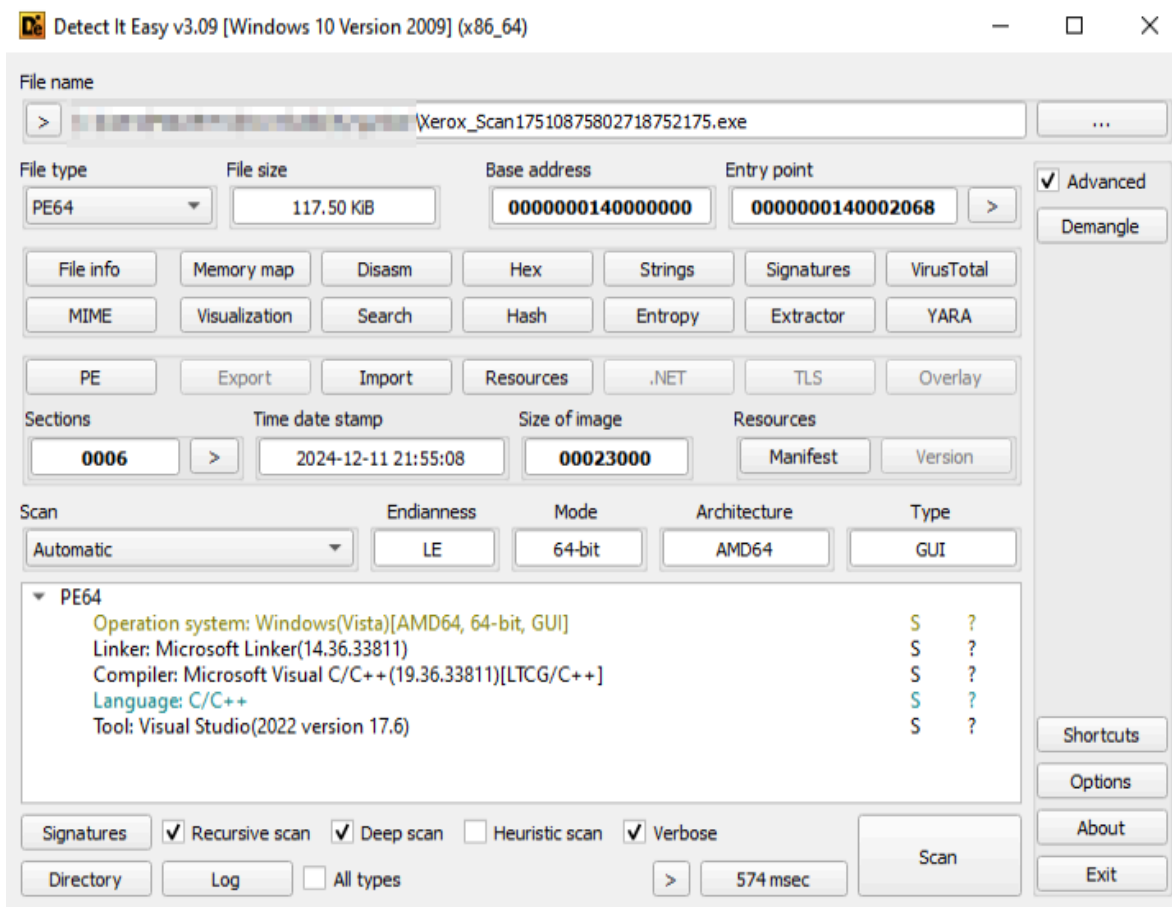 Detect It Easy v3.09 [Windows 10 Version 2009] (x86_64)
File name
> \Xerox_Scan17510875802718752175.exe ...
File type File size Base address Entry point
PE64 117.50 KiB 0000000140000000 0000000140002068 >
Advanced
Demangle
File info Memory map Disasm Hex Strings Signatures VirusTotal
MIME Visualization Search Hash Entropy Extractor YARA
PE Export Import Resources .NET TLS Overlay
Sections Time date stamp Size of image Resources
0006 > 2024-12-11 21:55:08 00023000 Manifest Version
Scan Endianness Mode Architecture Type
Automatic LE 64-bit AMD64 GUI
PE64
Operation system: Windows(Vista)[AMD64, 64-bit, GUI] S ?
Linker: Microsoft Linker(14.36.33811) S ?
Compiler: Microsoft Visual C/C++(19.36.33811)[LTCG/C++] S ?
Language: C/C++ S ?
Tool: Visual Studio(2022 version 17.6) S ?
Shortcuts
Options
Signatures Recursive scan Deep scan Heuristic scan Verbose Scan About
Directory Log All types > 574 msec Exit